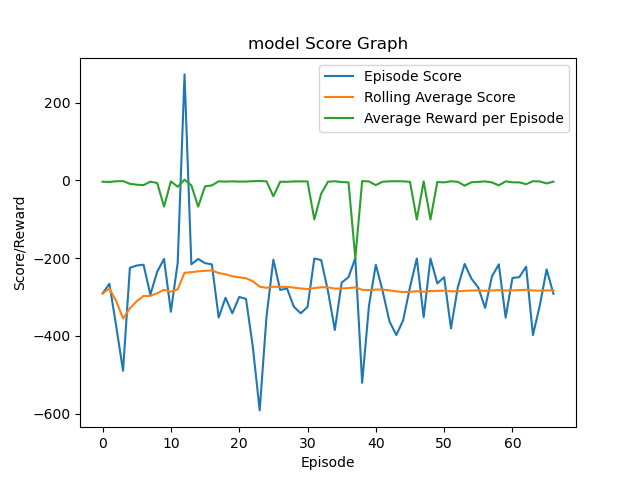 model Score Graph
Episode Score
Rolling Average Score
Average Reward per Episode
200
0
−200
−400
−600
Score/Reward
0 10 20 30 40 50 60
Episode